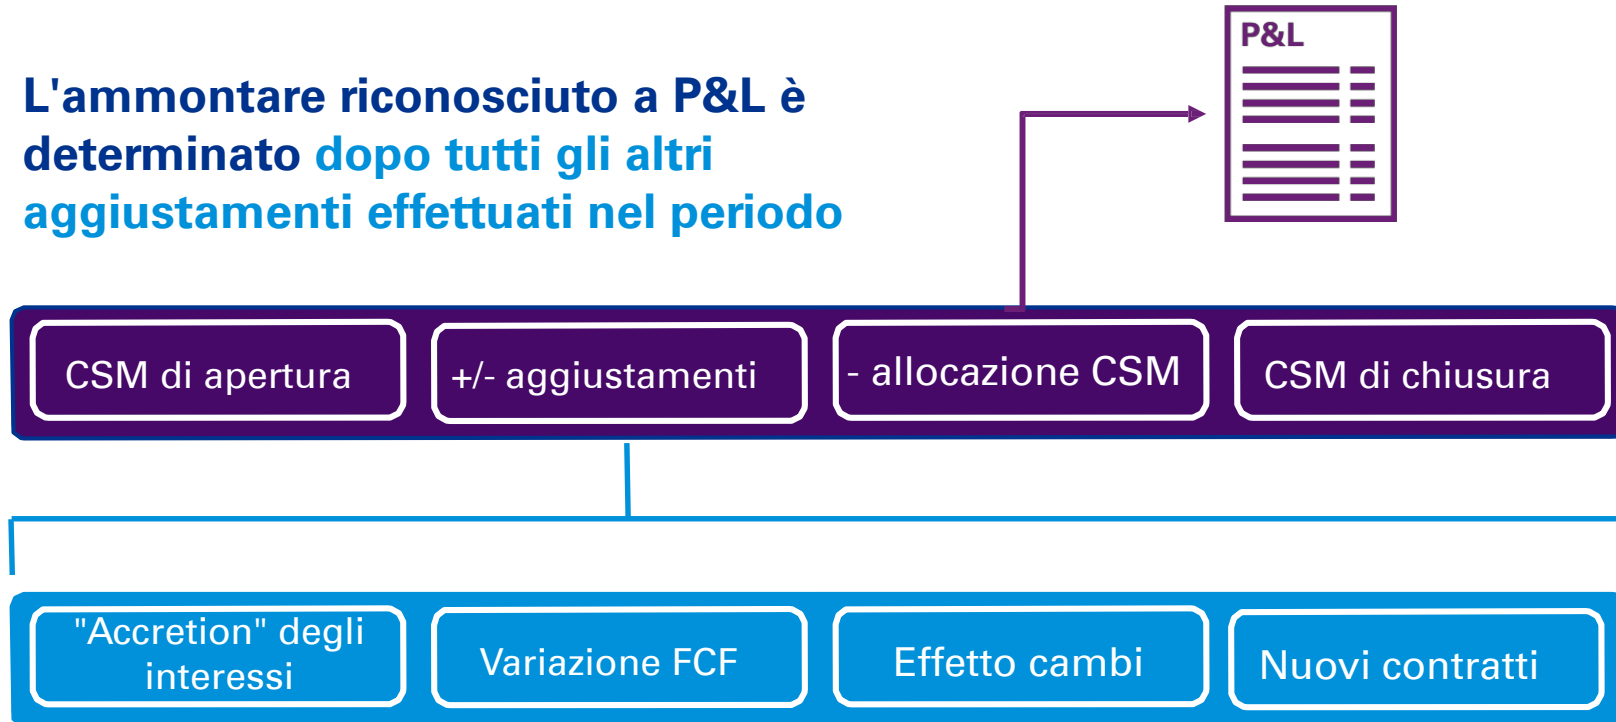 P&L
L'ammontare riconosciuto a P&L è
determinato dopo tutti gli altri
aggiustamenti effettuati nel periodo
CSM di apertura
+/- aggiustamenti
- allocazione CSM
CSM di chiusura
"Accretion" degli
interessi
Variazione FCF
Effetto cambi
Nuovi contratti